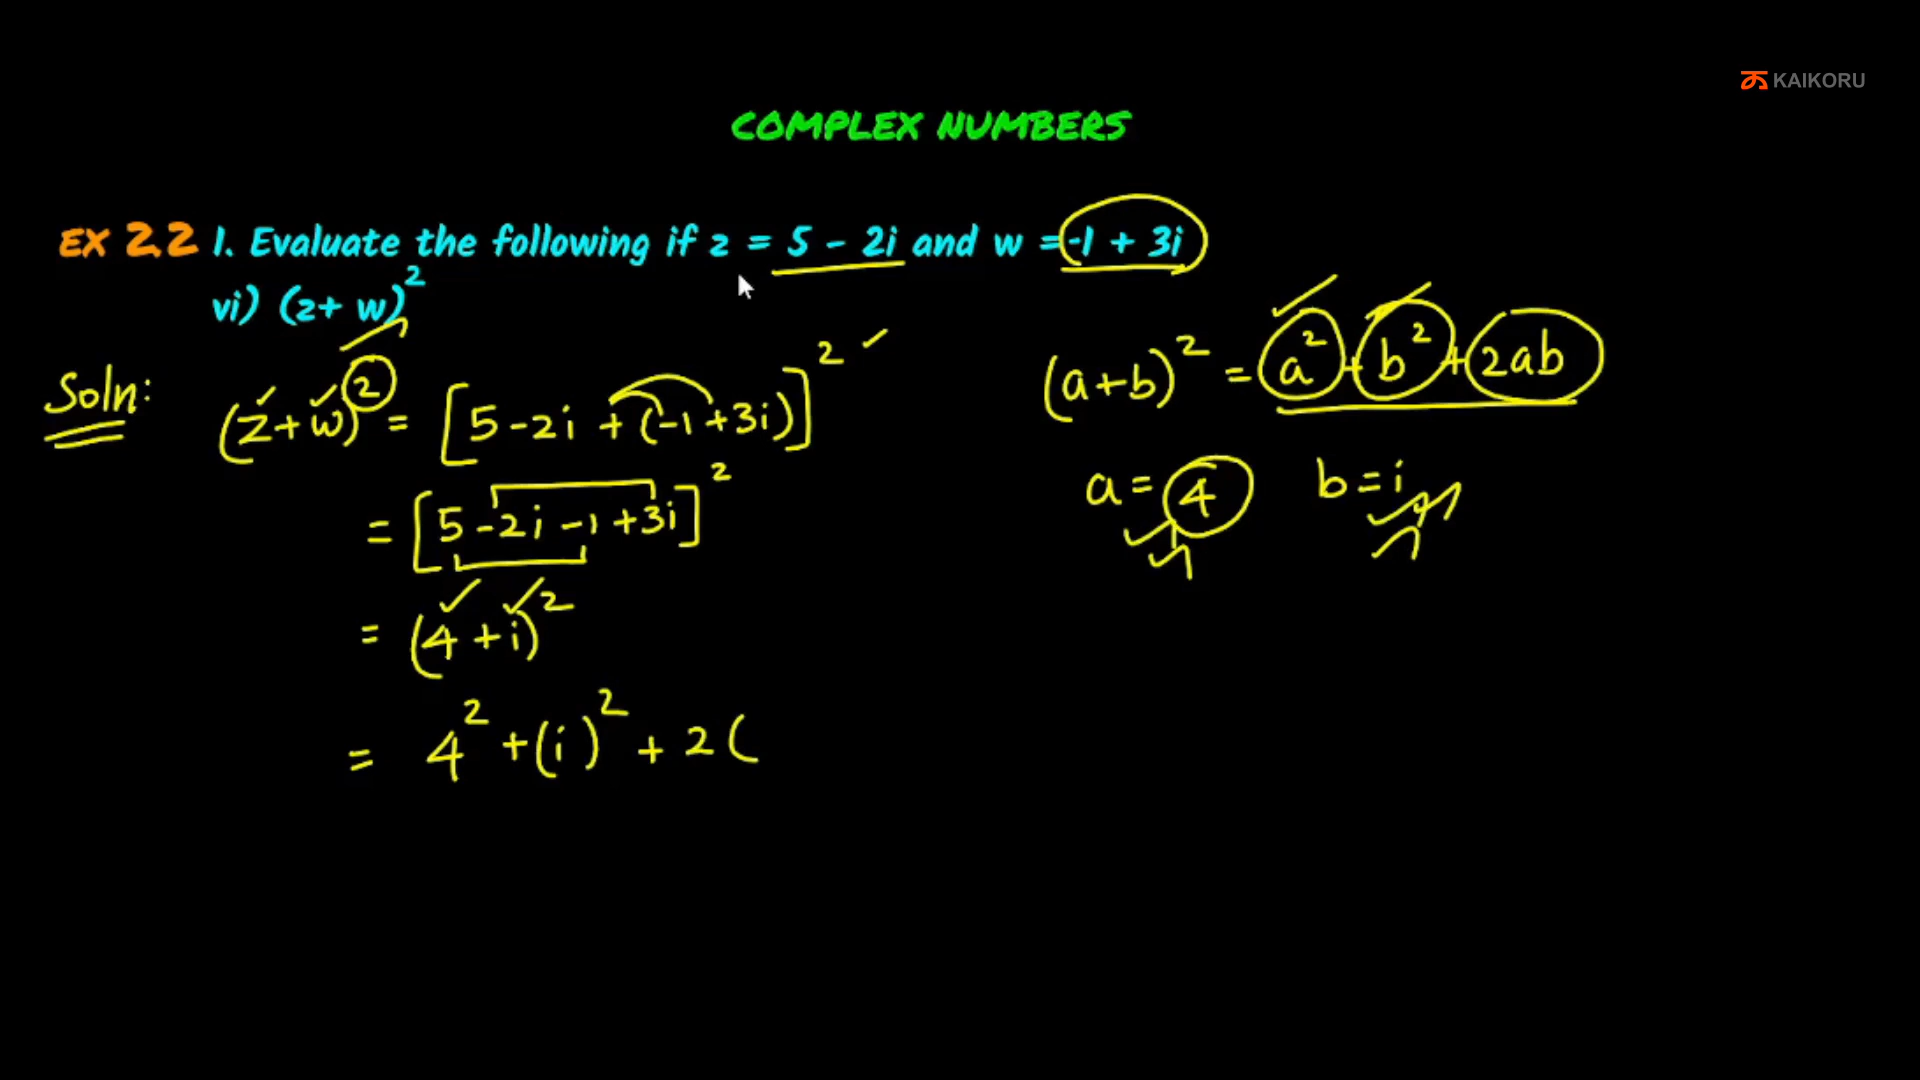 KAIKORU
COMPLEX NUMBERS
EX 2.2 1. Evaluate the following if z = 5 - 2i and w = -1 + 3i
vi) (z+ w)²
Soln:
(z+w)² = [5-2i +(-1+3i)]²
= [5-2i -1 +3i]²
= (4 +i)²
= 4² +(i)² + 2(
(a+b)² = a² + b² + 2ab
a = 4 b = i